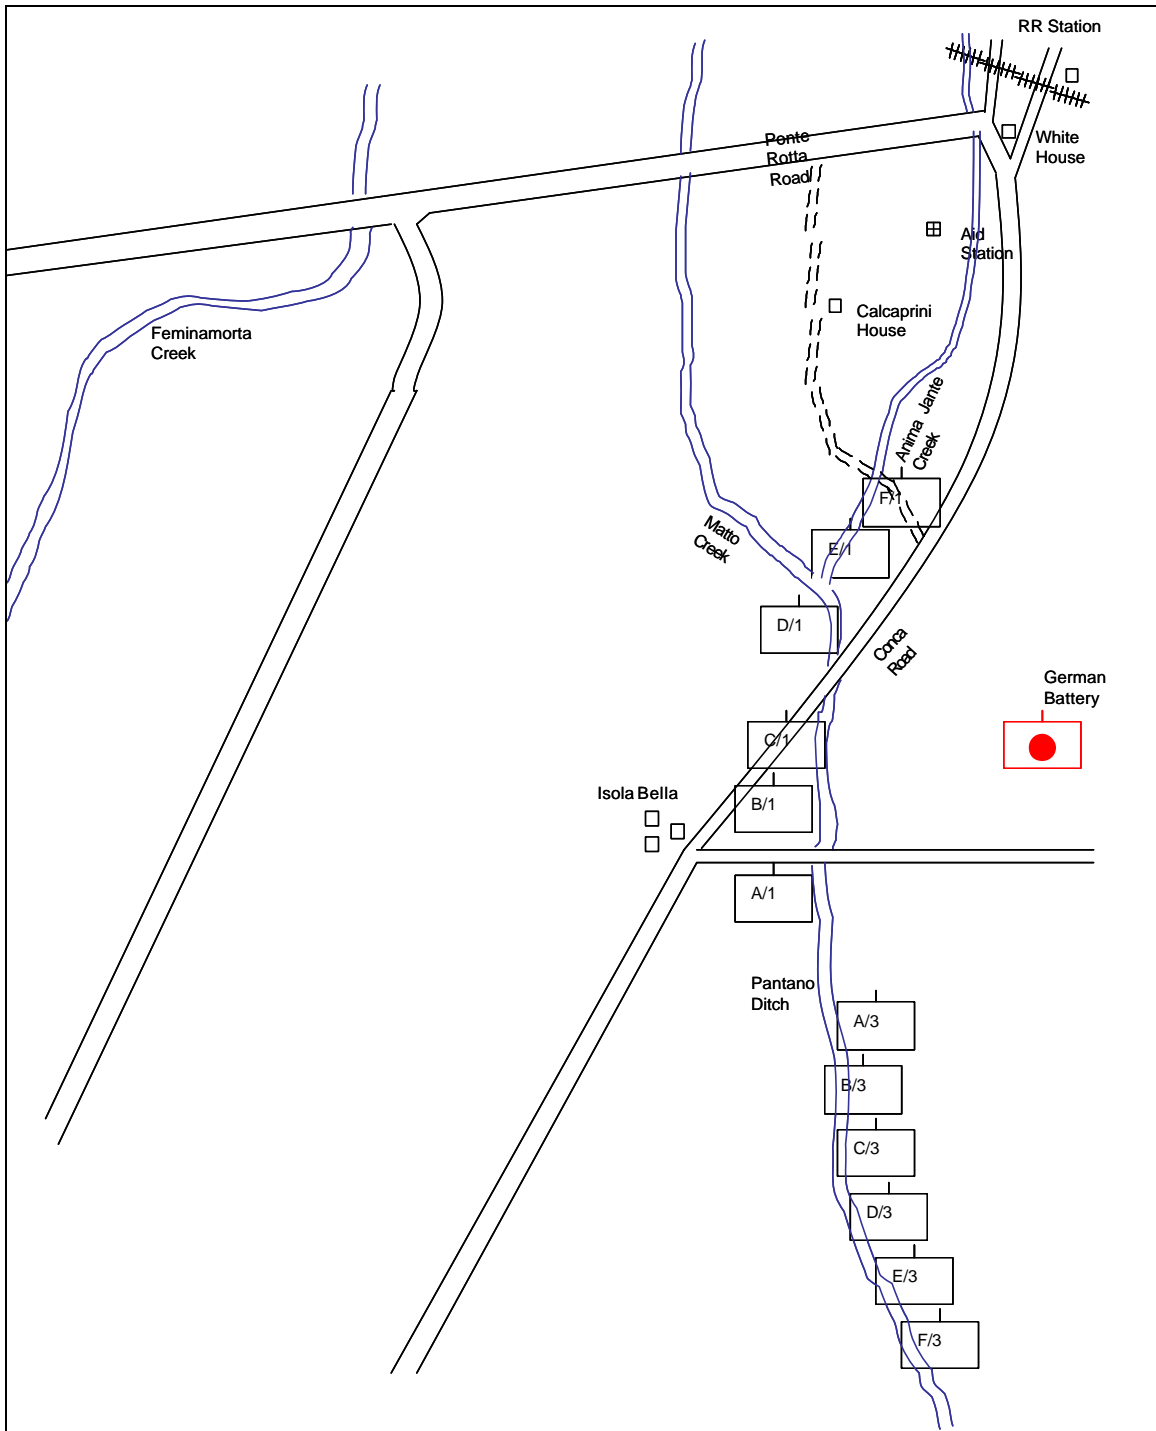 RR Station
Ponte
Rotta
Road
White
House
Aid
Station
Calcaprini
House
Feminamorta
Creek
Anima Jante
Creek
F/1
Matto
Creek
E/1
D/1
Conca
Road
German
Battery
C/1
Isola Bella
B/1
A/1
Pantano
Ditch
A/3
B/3
C/3
D/3
E/3
F/3